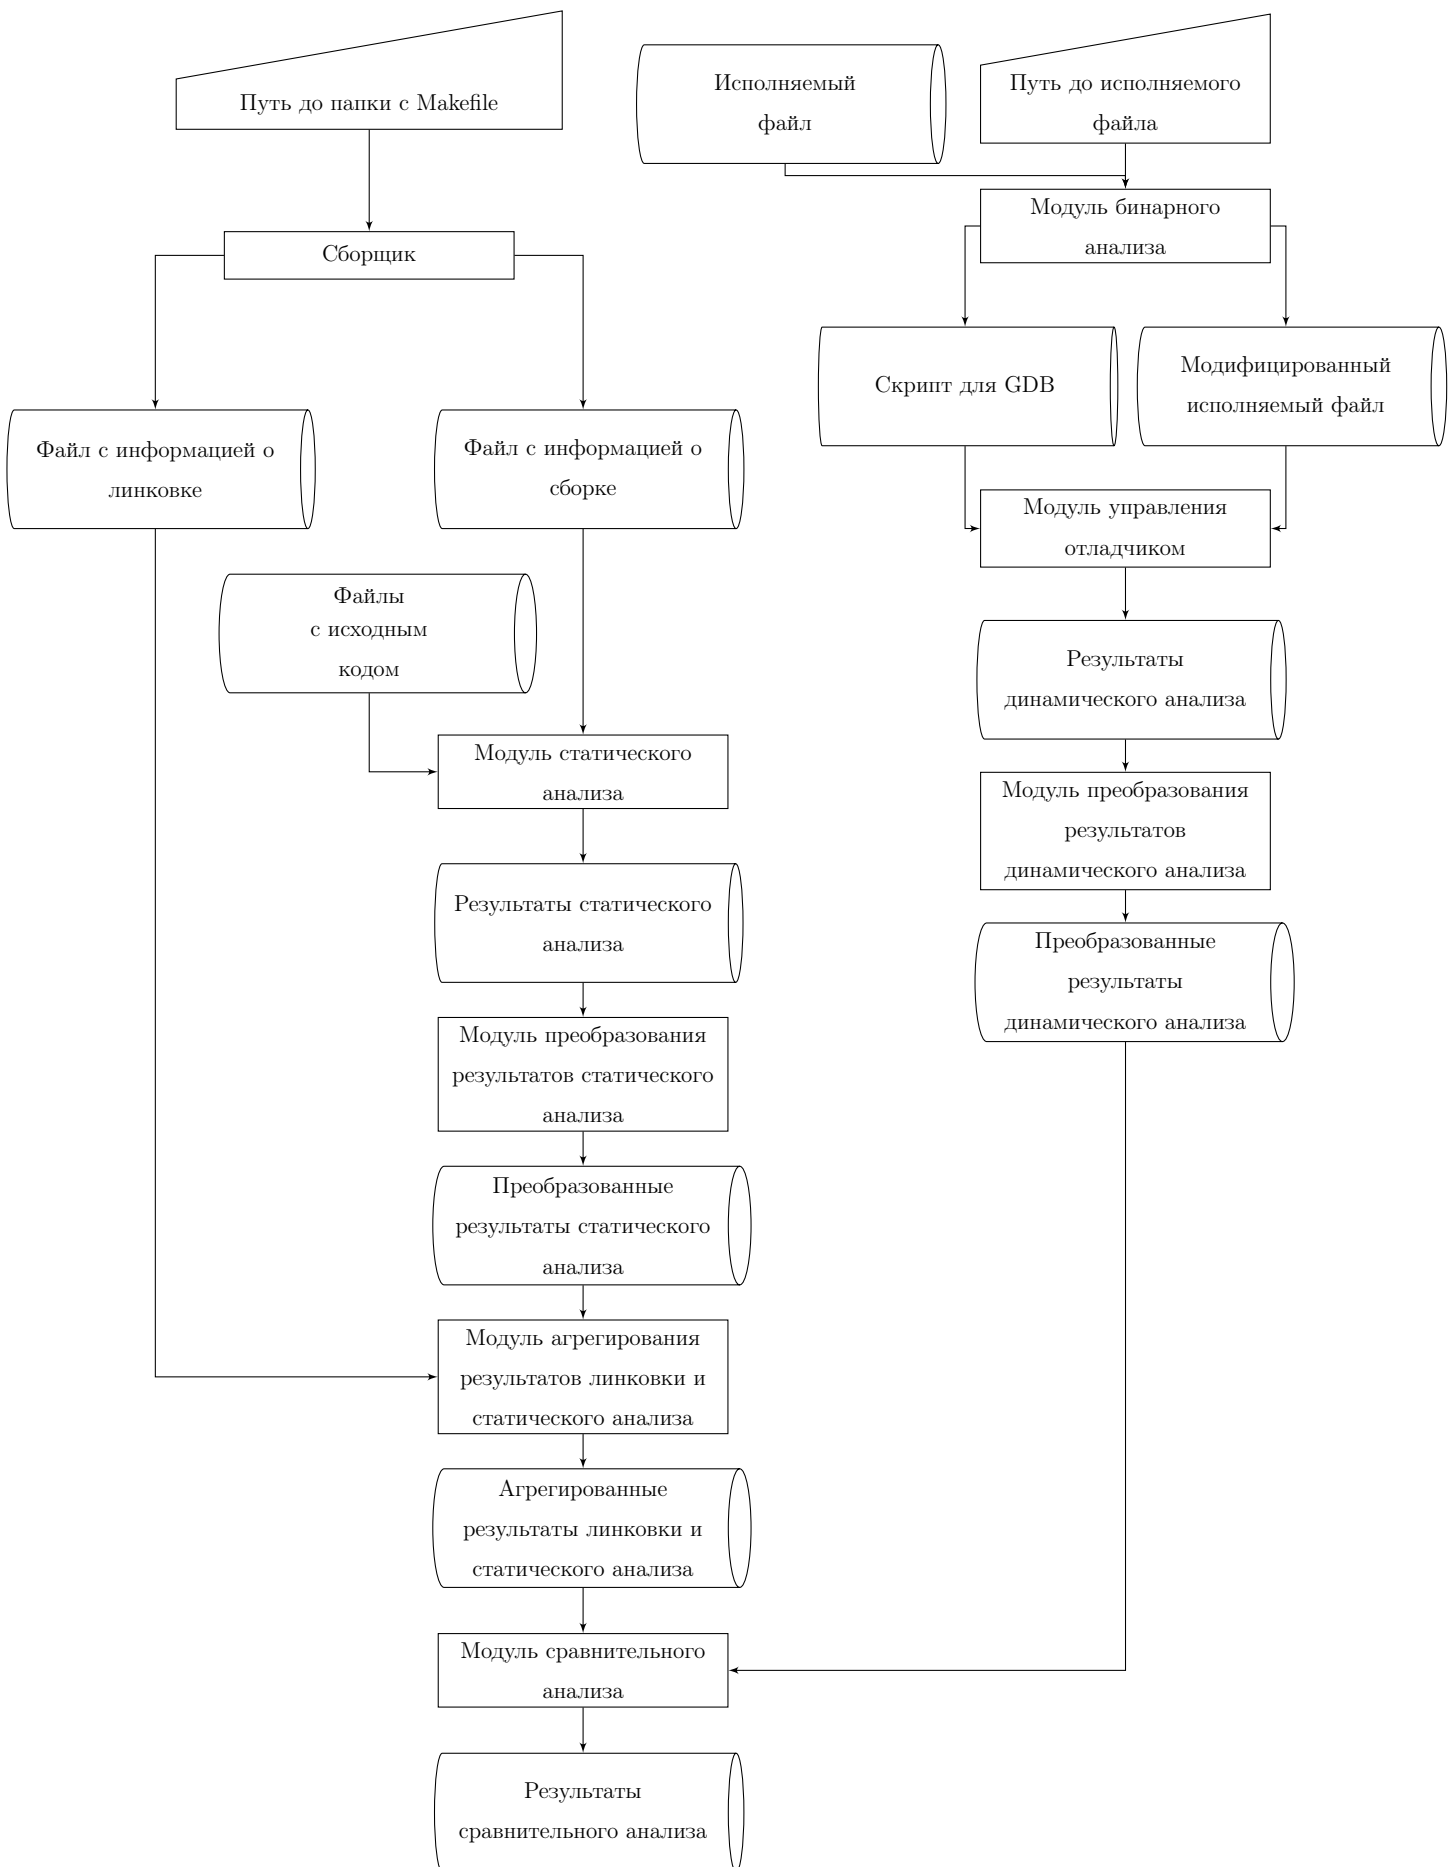 Путь до папки с Makefile
Исполняемый
файл
Путь до исполняемого
файла
Модуль бинарного
анализа
Сборщик
Скрипт для GDB
Модифицированный
исполняемый файл
Файл с информацией о
линковке
Файл с информацией о
сборке
Модуль управления
отладчиком
Файлы
с исходным
кодом
Результаты
динамического анализа
Модуль статического
анализа
Модуль преобразования
результатов
динамического анализа
Результаты статического
анализа
Преобразованные
результаты
динамического анализа
Модуль преобразования
результатов статического
анализа
Преобразованные
результаты статического
анализа
Модуль агрегирования
результатов линковки и
статического анализа
Агрегированные
результаты линковки и
статического анализа
Модуль сравнительного
анализа
Результаты
сравнительного анализа